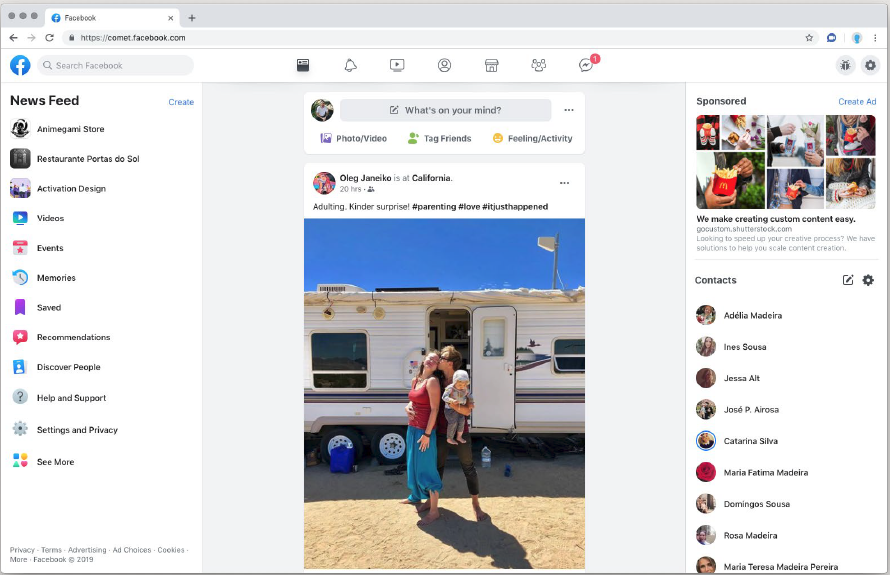 Facebook
https://comet.facebook.com
Search Facebook
1
News Feed
Create
Animegami Store
Restaurante Portas do Sol
Activation Design
Videos
Events
Memories
Saved
Recommendations
Discover People
Help and Support
Settings and Privacy
See More
Privacy · Terms · Advertising · Ad Choices · Cookies ·
More · Facebook © 2019
What's on your mind?
Photo/Video
Tag Friends
Feeling/Activity
Oleg Janeiko is at California.
20 hrs ·
Adulting. Kinder surprise! #parenting #love #itjusthappened
Sponsored
Create Ad
We make creating custom content easy.
gocustom.shutterstock.com
Looking to speed up your creative process? We have
solutions to help you scale content creation.
Contacts
Adélia Madeira
Ines Sousa
Jessa Alt
José P. Airosa
Catarina Silva
Maria Fatima Madeira
Domingos Sousa
Rosa Madeira
Maria Teresa Madeira Pereira